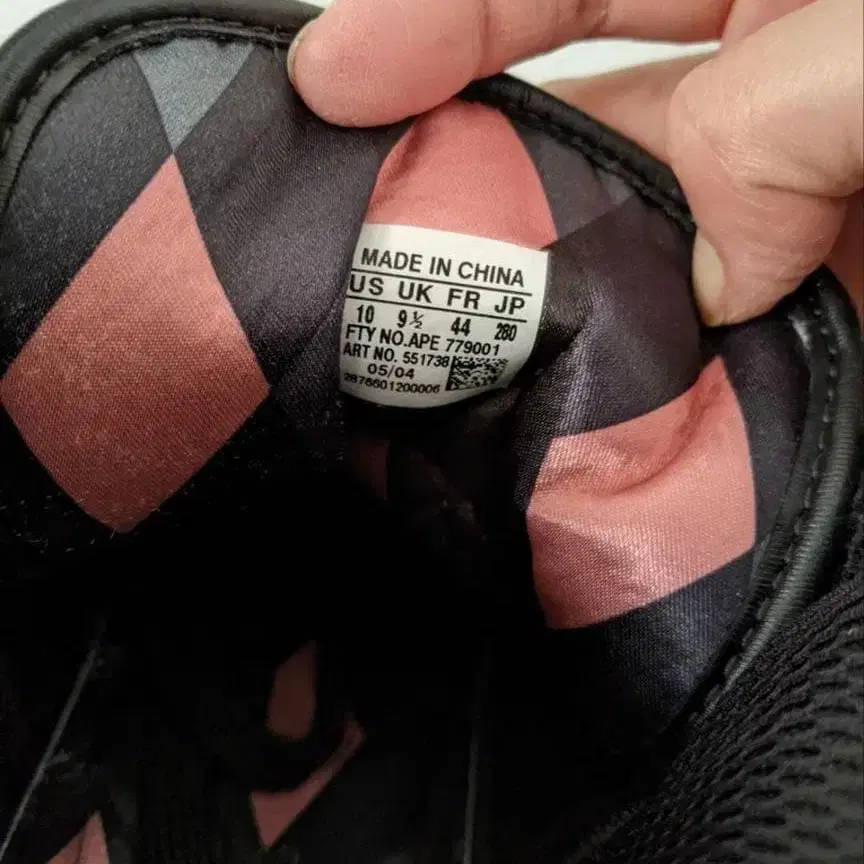 MADE IN CHINA
US UK FR JP
10 9½ 44 280
FTY NO.APE 779001
ART NO. 551738
05/04
2876601200006